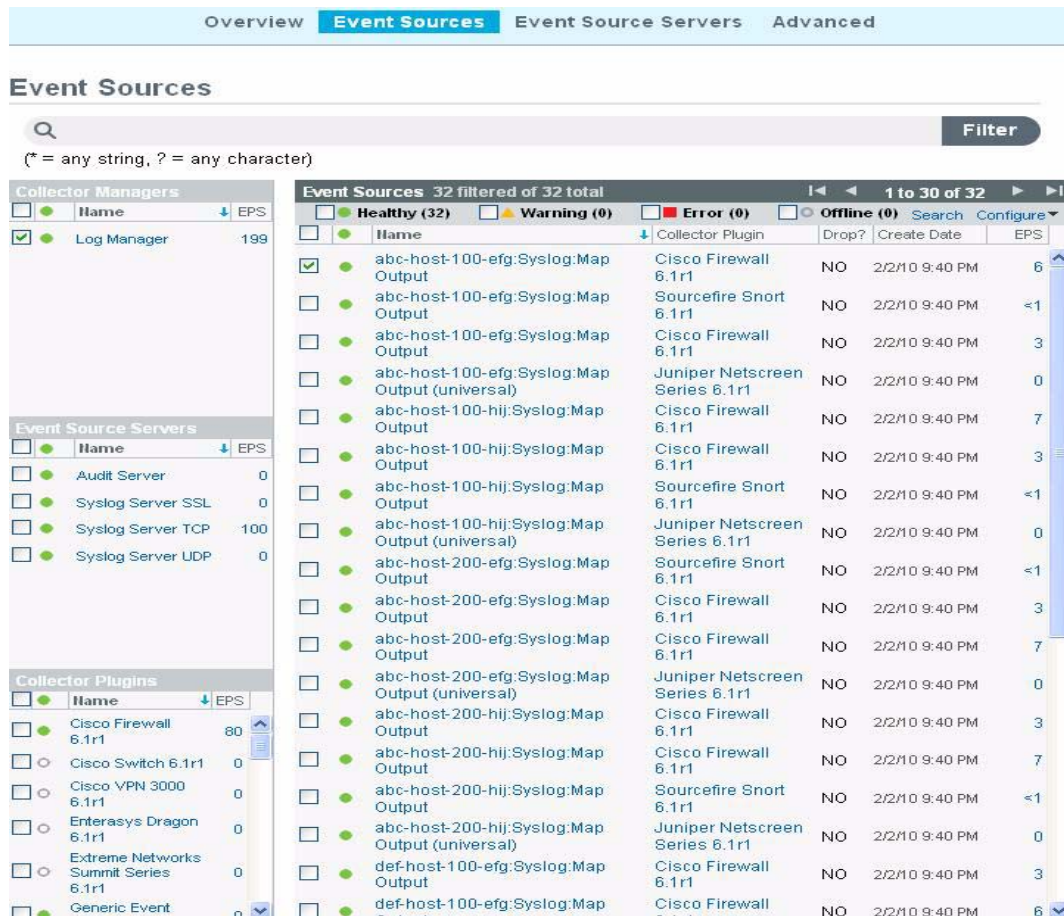 Overview Event Sources Event Source Servers Advanced
Event Sources
Filter
(* = any string, ? = any character)
Collector Managers
Name EPS
Log Manager 199
Event Source Servers
Name EPS
Audit Server 0
Syslog Server SSL 0
Syslog Server TCP 100
Syslog Server UDP 0
Collector Plugins
Name EPS
Cisco Firewall
6.1r1 80
Cisco Switch 6.1r1 0
Cisco VPN 3000
6.1r1 0
Enterasys Dragon
6.1r1 0
Extreme Networks
Summit Series
6.1r1 0
Generic Event 0
Event Sources 32 filtered of 32 total 1 to 30 of 32
Healthy (32) Warning (0) Error (0) Offline (0) Search Configure
Name Collector Plugin Drop? Create Date EPS
abc-host-100-efg:Syslog:Map Cisco Firewall
Output 6.1r1 NO 2/2/10 9:40 PM 6
abc-host-100-efg:Syslog:Map Sourcefire Snort
Output 6.1r1 NO 2/2/10 9:40 PM <1
abc-host-100-efg:Syslog:Map Cisco Firewall
Output 6.1r1 NO 2/2/10 9:40 PM 3
abc-host-100-efg:Syslog:Map Juniper Netscreen
Output (universal) Series 6.1r1 NO 2/2/10 9:40 PM 0
abc-host-100-hij:Syslog:Map Cisco Firewall
Output 6.1r1 NO 2/2/10 9:40 PM 7
abc-host-100-hij:Syslog:Map Cisco Firewall
Output 6.1r1 NO 2/2/10 9:40 PM 3
abc-host-100-hij:Syslog:Map Sourcefire Snort
Output 6.1r1 NO 2/2/10 9:40 PM <1
abc-host-100-hij:Syslog:Map Juniper Netscreen
Output (universal) Series 6.1r1 NO 2/2/10 9:40 PM 0
abc-host-200-efg:Syslog:Map Sourcefire Snort
Output 6.1r1 NO 2/2/10 9:40 PM <1
abc-host-200-efg:Syslog:Map Cisco Firewall
Output 6.1r1 NO 2/2/10 9:40 PM 3
abc-host-200-efg:Syslog:Map Cisco Firewall
Output 6.1r1 NO 2/2/10 9:40 PM 7
abc-host-200-efg:Syslog:Map Juniper Netscreen
Output (universal) Series 6.1r1 NO 2/2/10 9:40 PM 0
abc-host-200-hij:Syslog:Map Cisco Firewall
Output 6.1r1 NO 2/2/10 9:40 PM 3
abc-host-200-hij:Syslog:Map Cisco Firewall
Output 6.1r1 NO 2/2/10 9:40 PM 7
abc-host-200-hij:Syslog:Map Sourcefire Snort
Output 6.1r1 NO 2/2/10 9:40 PM <1
abc-host-200-hij:Syslog:Map Juniper Netscreen
Output (universal) Series 6.1r1 NO 2/2/10 9:40 PM 0
def-host-100-efg:Syslog:Map Cisco Firewall
Output 6.1r1 NO 2/2/10 9:40 PM 3
def-host-100-efg:Syslog:Map Cisco Firewall
NO 2/2/10 9:40 PM 6